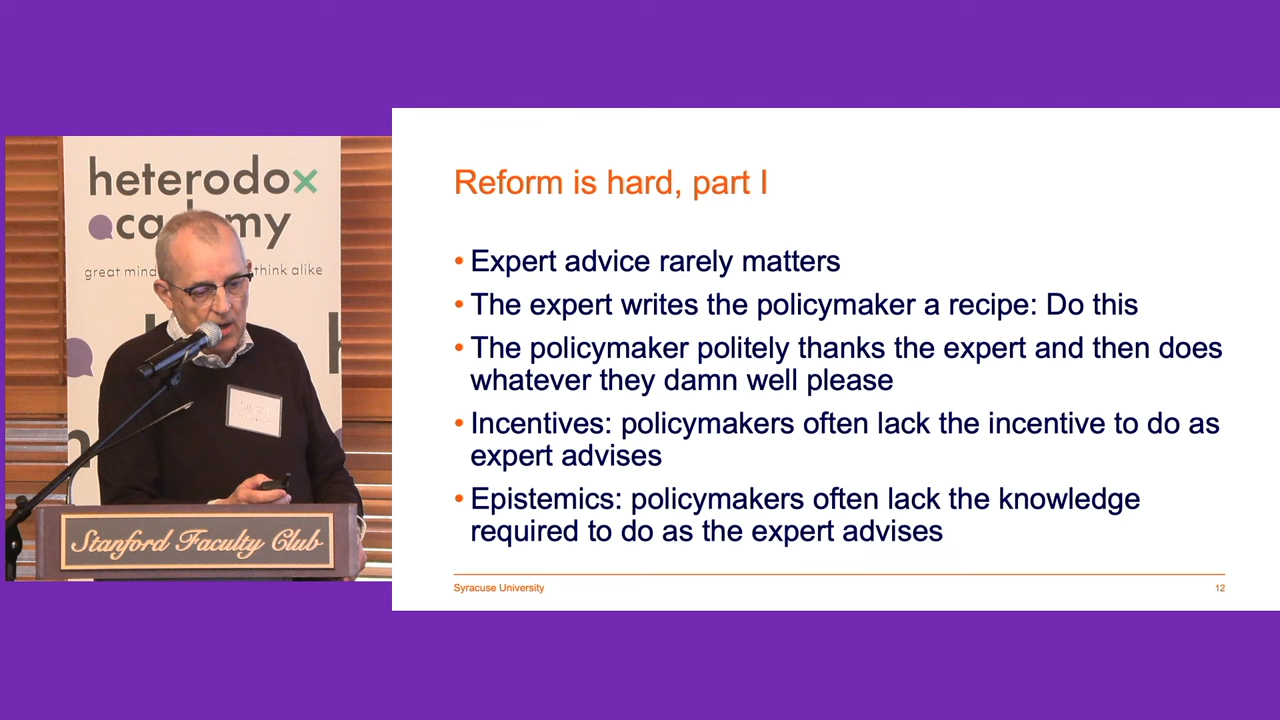 heterodox
academy
great mind think alike
Stanford Faculty Club
Reform is hard, part I
• Expert advice rarely matters
• The expert writes the policymaker a recipe: Do this
• The policymaker politely thanks the expert and then does
whatever they damn well please
• Incentives: policymakers often lack the incentive to do as
expert advises
• Epistemics: policymakers often lack the knowledge
required to do as the expert advises
Syracuse University
12